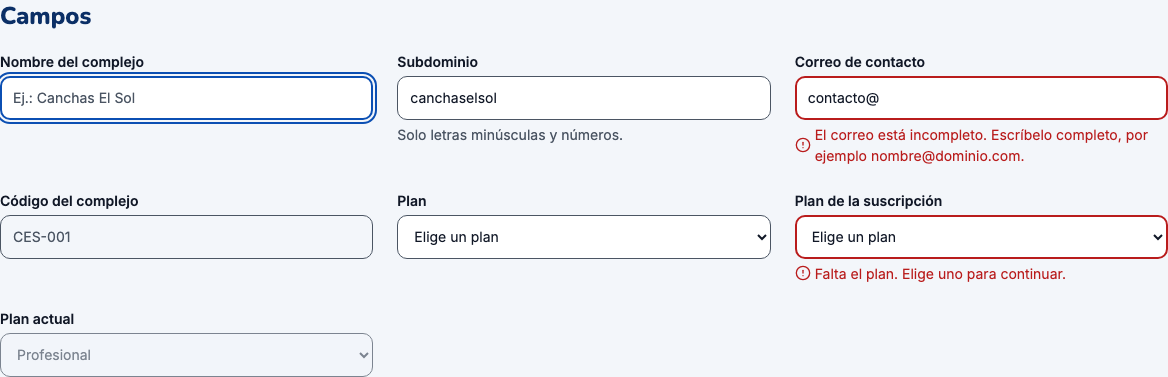 Campos
Nombre del complejo
Ej.: Canchas El Sol
Subdominio
canchaselsol
Solo letras minúsculas y números.
Correo de contacto
contacto@
El correo está incompleto. Escríbelo completo, por
ejemplo nombre@dominio.com.
Código del complejo
CES-001
Plan
Elige un plan
Plan de la suscripción
Elige un plan
Falta el plan. Elige uno para continuar.
Plan actual
Profesional